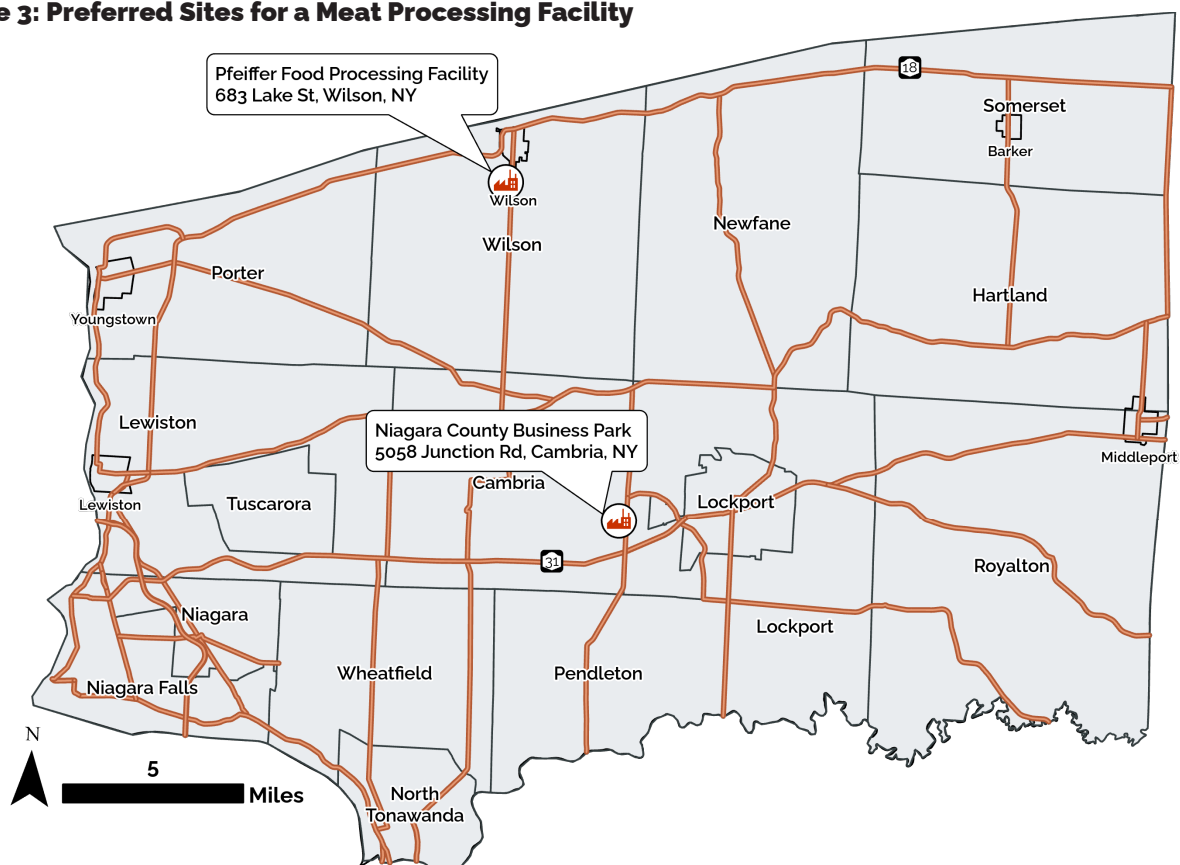 e 3: Preferred Sites for a Meat Processing Facility
18
Pfeiffer Food Processing Facility
683 Lake St, Wilson, NY
Somerset
Barker
Wilson
Newfane
Wilson
Porter
Hartland
Youngstown
Lewiston
Niagara County Business Park
5058 Junction Rd, Cambria, NY
Middleport
Cambria
Tuscarora
Lockport
Lewiston
31
Royalton
Niagara
Lockport
Wheatfield
Pendleton
Niagara Falls
N
5
Miles
North
Tonawanda